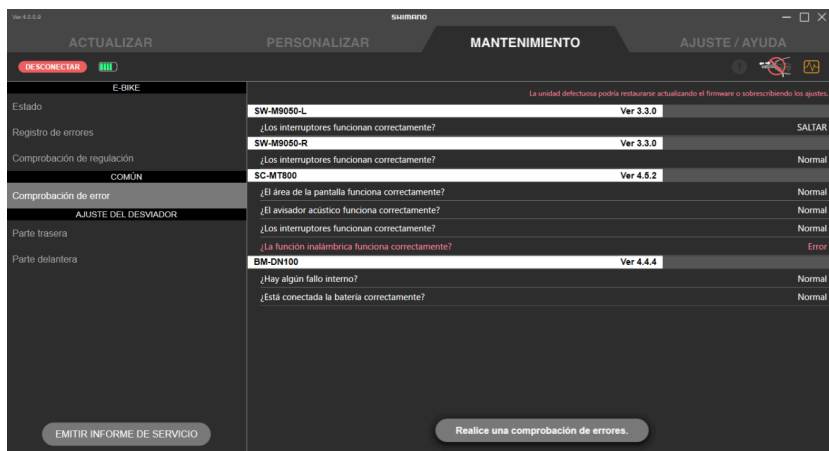 Ver.4.0.0.9
SHIMANO
ACTUALIZAR
PERSONALIZAR
MANTENIMIENTO
AJUSTE / AYUDA
DESCONECTAR
E-BIKE
Estado
Registro de errores
Comprobación de regulación
COMÚN
Comprobación de error
AJUSTE DEL DESVIADOR
Parte trasera
Parte delantera
EMITIR INFORME DE SERVICIO
La unidad defectuosa podría restaurarse actualizando el firmware o sobrescribiendo los ajustes.
SW-M9050-L Ver 3.3.0
¿Los interruptores funcionan correctamente? SALTAR
SW-M9050-R Ver 3.3.0
¿Los interruptores funcionan correctamente? Normal
SC-MT800 Ver 4.5.2
¿El área de la pantalla funciona correctamente? Normal
¿El avisador acústico funciona correctamente? Normal
¿Los interruptores funcionan correctamente? Normal
¿La función inalámbrica funciona correctamente? Error
BM-DN100 Ver 4.4.4
¿Hay algún fallo interno? Normal
¿Está conectada la batería correctamente? Normal
Realice una comprobación de errores.